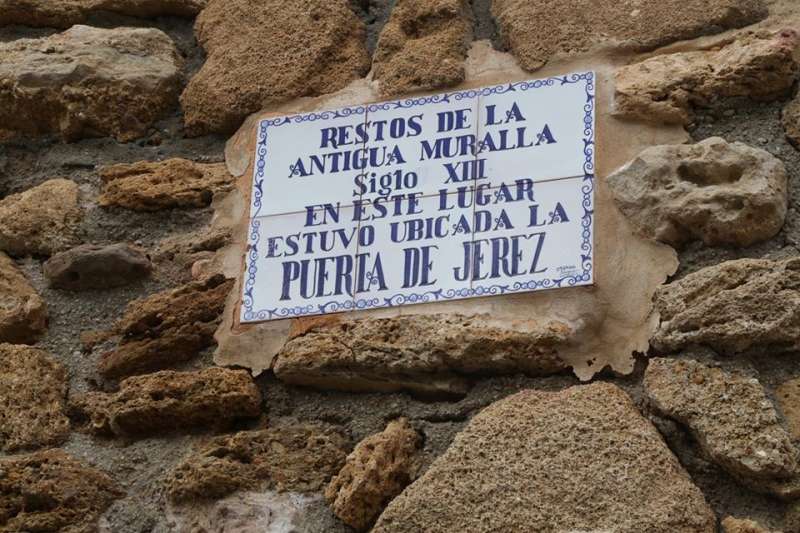 RESTOS DE LA
ANTIGUA MURALLA
Siglo XIII
EN ESTE LUGAR
ESTUVO UBICADA LA
PUERTA DE JEREZ